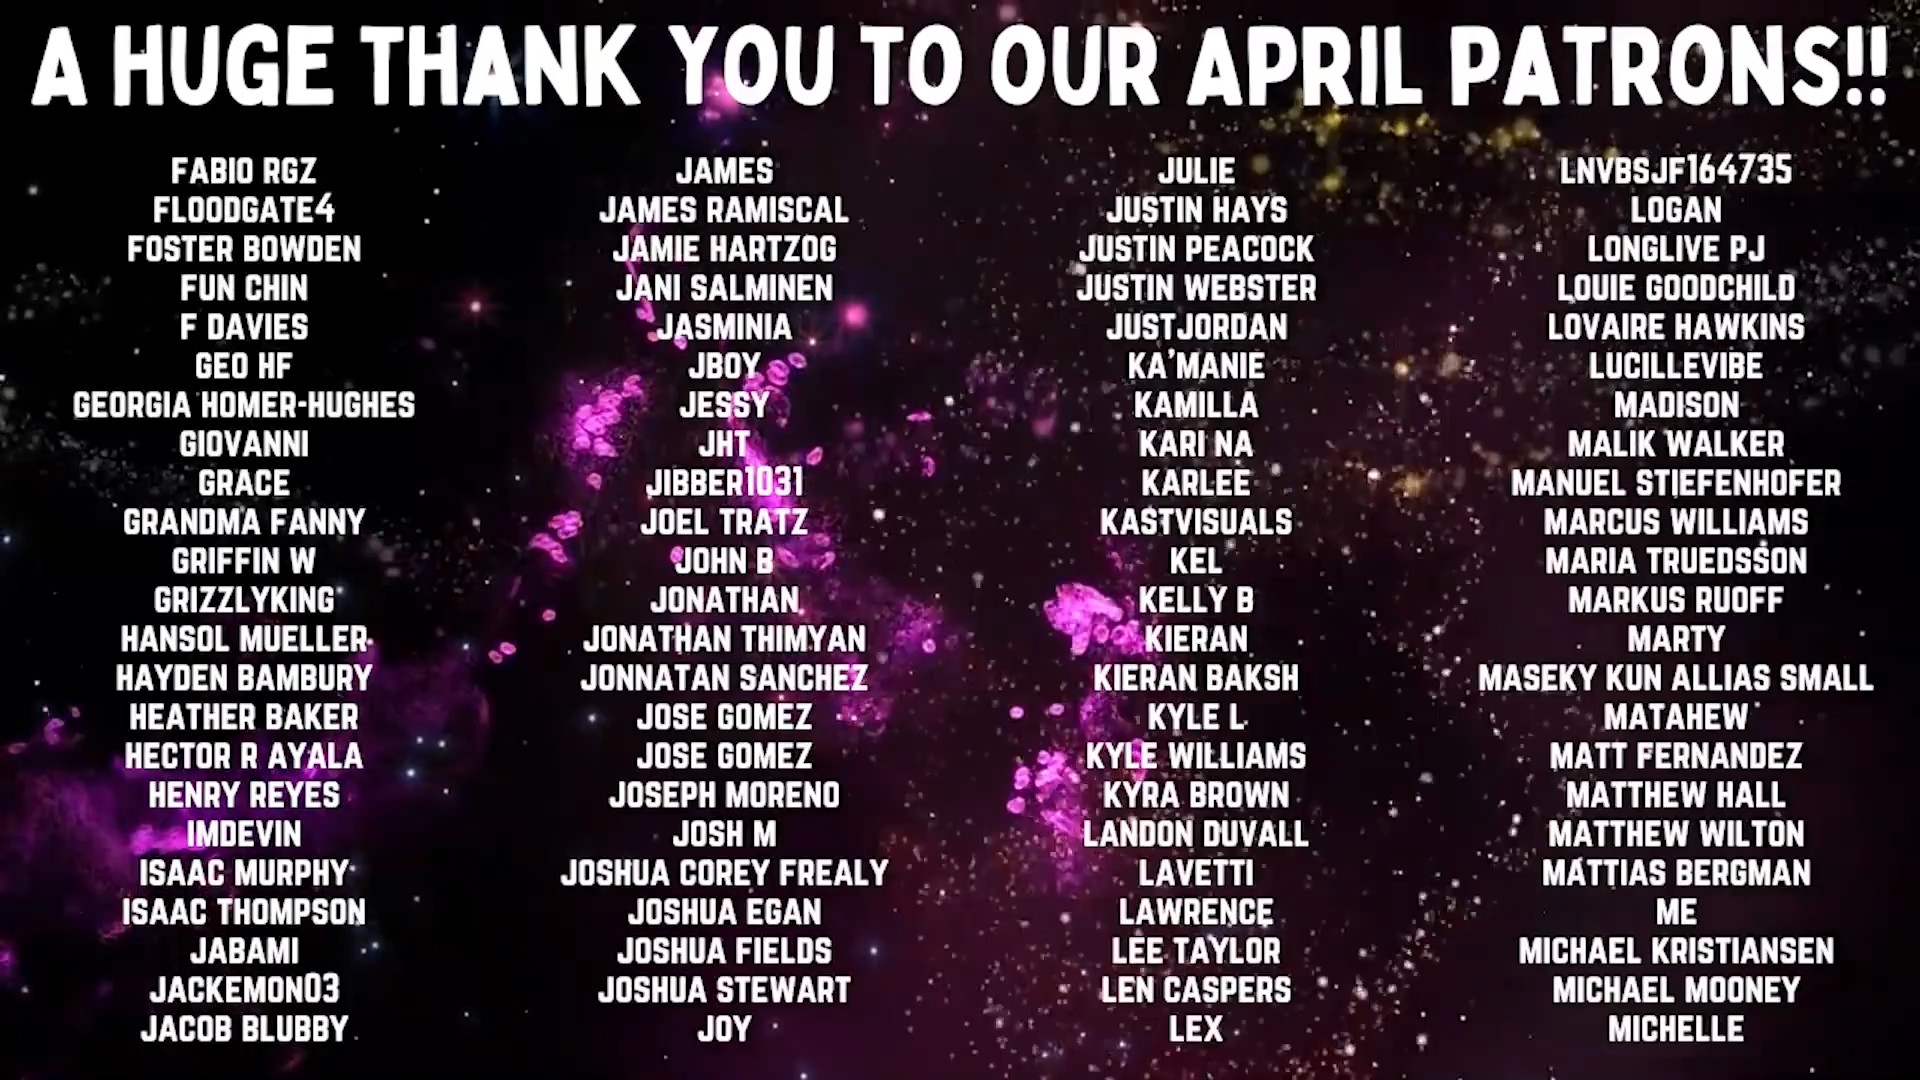 A HUGE THANK YOU TO OUR APRIL PATRONS!!
FABIO RGZ
FLOODGATE4
FOSTER BOWDEN
FUN CHIN
F DAVIES
GEO HF
GEORGIA HOMER-HUGHES
GIOVANNI
GRACE
GRANDMA FANNY
GRIFFIN W
GRIZZLYKING
HANSOL MUELLER
HAYDEN BAMBURY
HEATHER BAKER
HECTOR R AYALA
HENRY REYES
IMDEVIN
ISAAC MURPHY
ISAAC THOMPSON
JABAMI
JACKEMON03
JACOB BLUBBY
JAMES
JAMES RAMISCAL
JAMIE HARTZOG
JANI SALMINEN
JASMINIA
JBOY
JESSY
JHT
JIBBER1031
JOEL TRATZ
JOHN B
JONATHAN
JONATHAN THIMYAN
JONNATAN SANCHEZ
JOSE GOMEZ
JOSE GOMEZ
JOSEPH MORENO
JOSH M
JOSHUA COREY FREALY
JOSHUA EGAN
JOSHUA FIELDS
JOSHUA STEWART
JOY
JULIE
JUSTIN HAYS
JUSTIN PEACOCK
JUSTIN WEBSTER
JUSTJORDAN
KA'MANIE
KAMILLA
KARI NA
KARLEE
KASTVISUALS
KEL
KELLY B
KIERAN
KIERAN BAKSH
KYLE L
KYLE WILLIAMS
KYRA BROWN
LANDON DUVALL
LAVETTI
LAWRENCE
LEE TAYLOR
LEN CASPERS
LEX
LNVBSJF164735
LOGAN
LONGLIVE PJ
LOUIE GOODCHILD
LOVAIRE HAWKINS
LUCILLEVIBE
MADISON
MALIK WALKER
MANUEL STIEFENHOFER
MARCUS WILLIAMS
MARIA TRUEDSSON
MARKUS RUOFF
MARTY
MASEKY KUN ALLIAS SMALL
MATAHEW
MATT FERNANDEZ
MATTHEW HALL
MATTHEW WILTON
MATTIAS BERGMAN
ME
MICHAEL KRISTIANSEN
MICHAEL MOONEY
MICHELLE